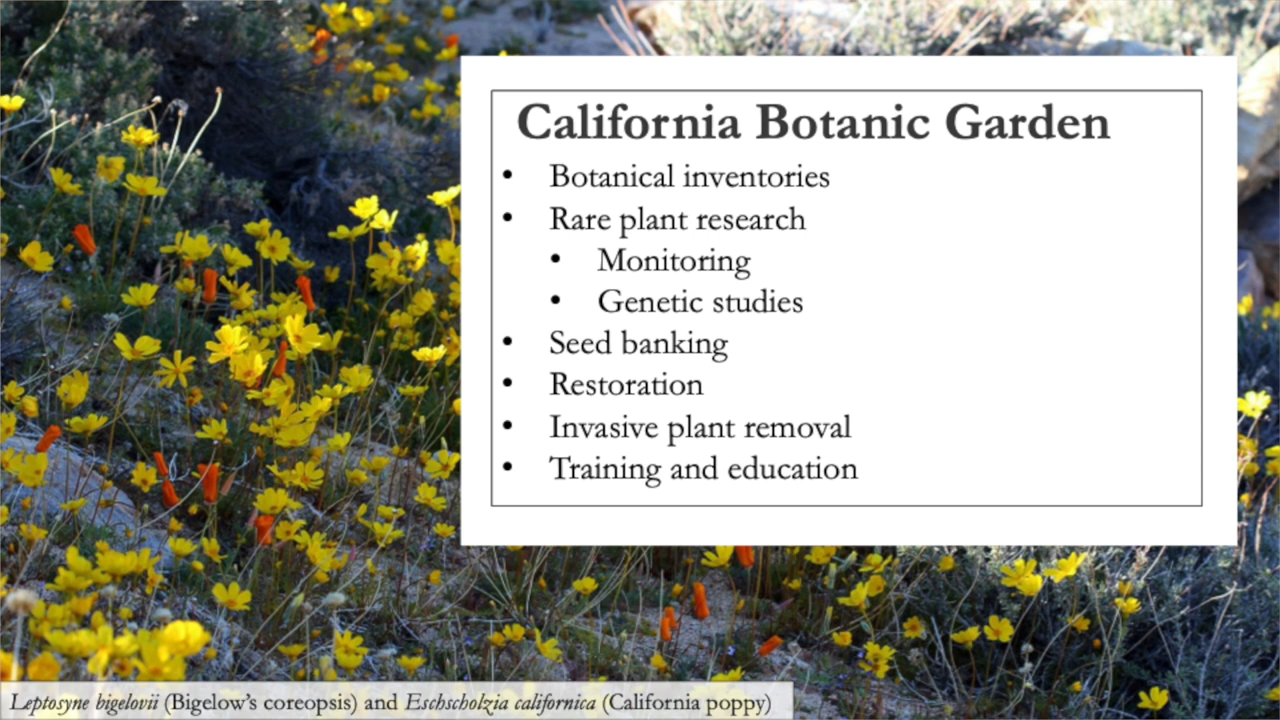 California Botanic Garden
• Botanical inventories
• Rare plant research
• Monitoring
• Genetic studies
• Seed banking
• Restoration
• Invasive plant removal
• Training and education
Leptosyne bigelovii (Bigelow's coreopsis) and Eschscholzia californica (California poppy)